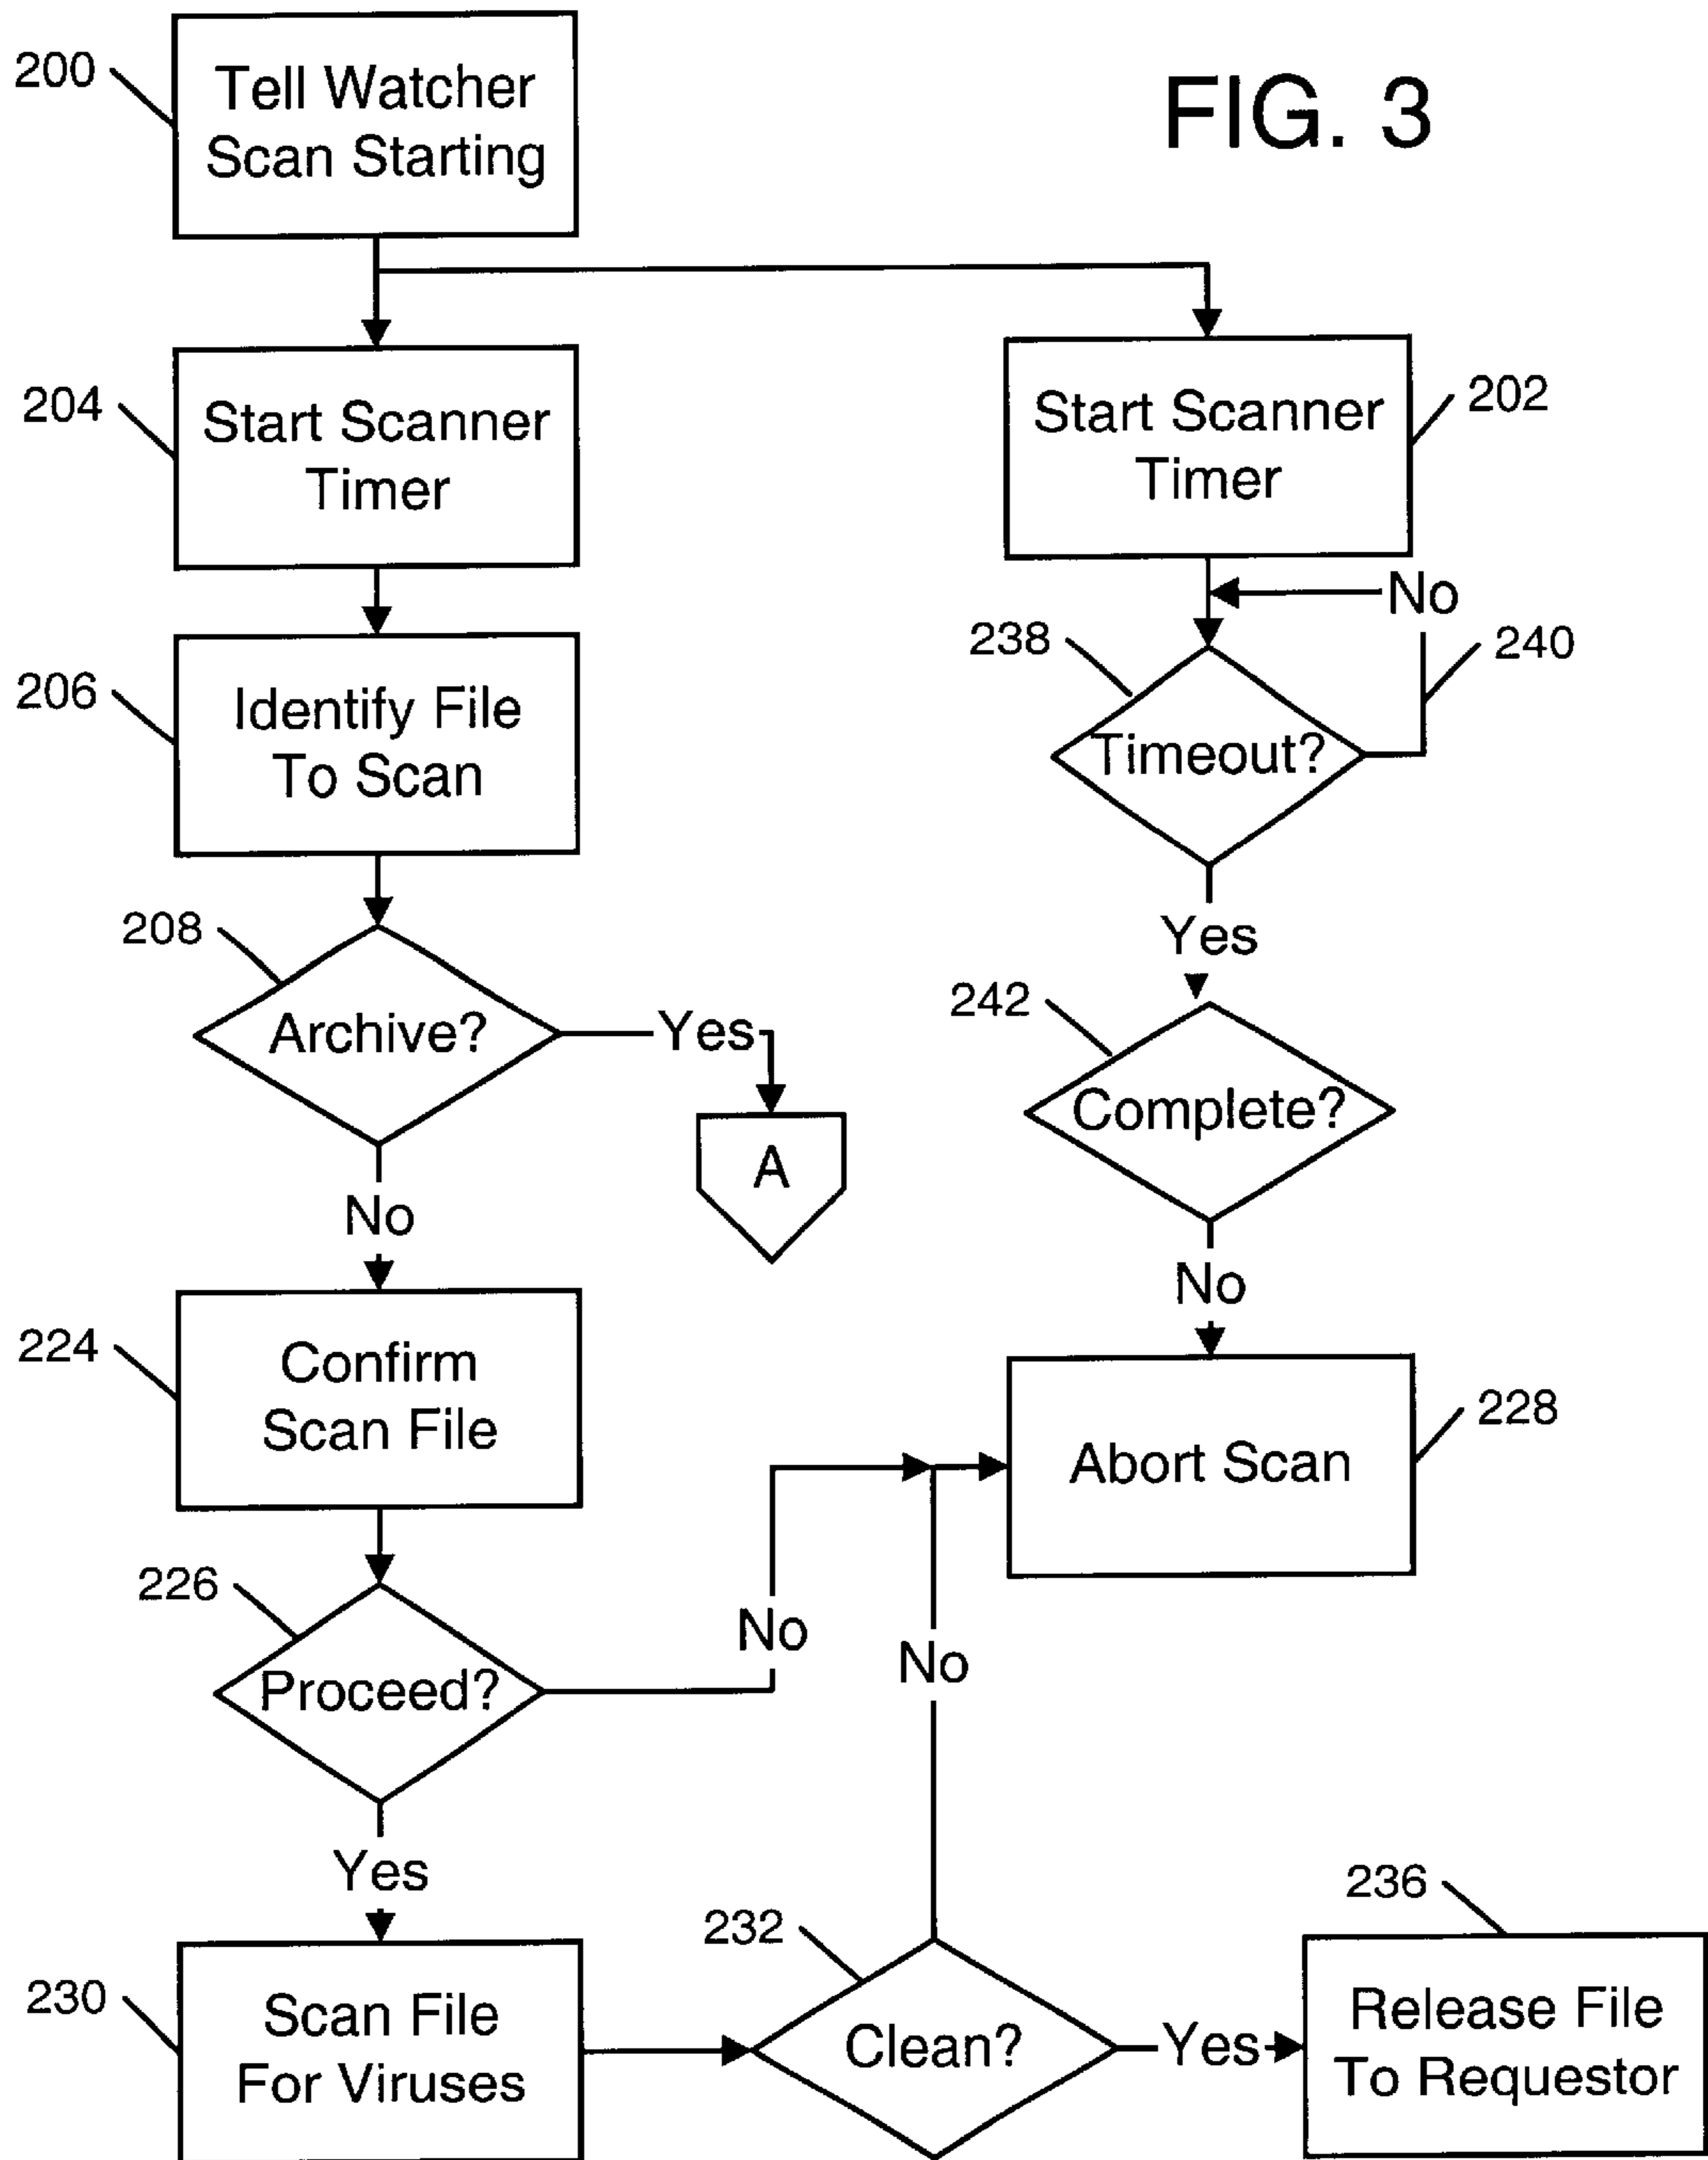 FIG. 3
200
Tell Watcher
Scan Starting
204
Start Scanner
Timer
202
Start Scanner
Timer
No
206
Identify File
To Scan
238
240
Timeout?
Yes
208
Archive?
Yes
A
242
Complete?
No
No
224
Confirm
Scan File
228
Abort Scan
226
Proceed?
No
No
Yes
230
Scan File
For Viruses
232
Clean?
Yes
236
Release File
To Requestor